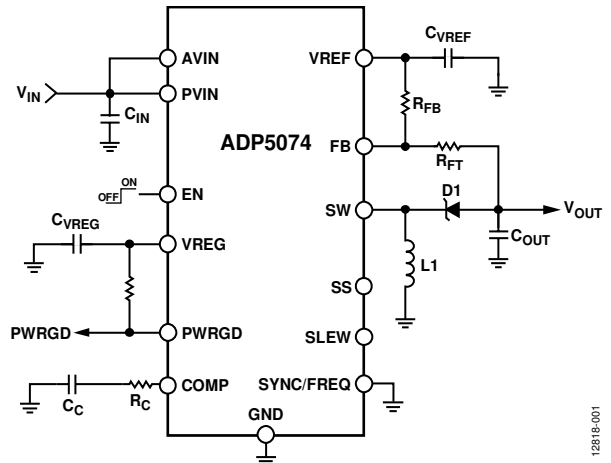 AVIN
VREF
CVREF
VIN
PVIN
CIN
RFB
ADP5074
FB
RFT
ON
OFF
EN
D1
SW
VOUT
CVREG
VREG
COUT
L1
SS
PWRGD
PWRGD
SLEW
COMP
SYNC/FREQ
CC
RC
GND
12818-001